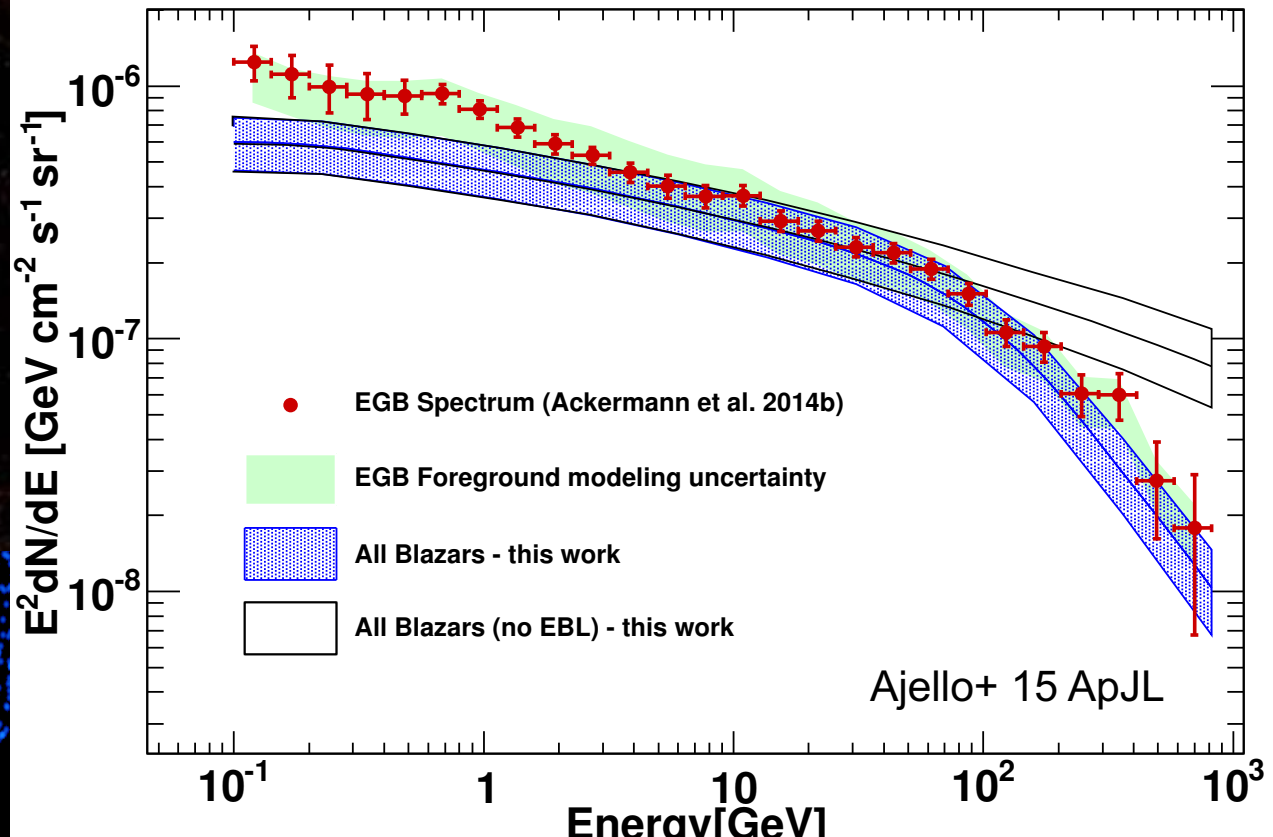 E²dN/dE [GeV cm⁻² s⁻¹ sr⁻¹]
10⁻⁶
10⁻⁷
10⁻⁸
EGB Spectrum (Ackermann et al. 2014b)
EGB Foreground modeling uncertainty
All Blazars - this work
All Blazars (no EBL) - this work
Ajello+ 15 ApJL
10⁻¹ 1 10 10² 10³
Energy[GeV]